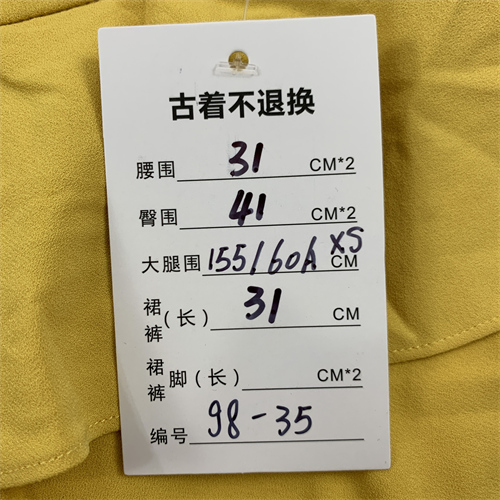 古着不退换
腰围 31 CM*2
臀围 41 CM*2
大腿围 155/60A XS CM
裙裤(长) 31 CM
裙裤脚(长) CM*2
编号 98-35